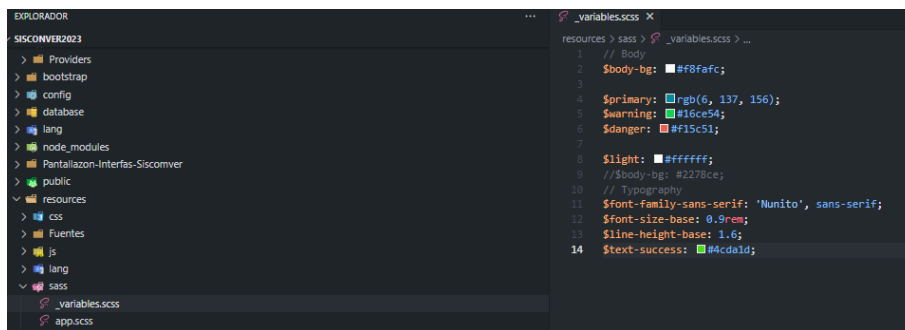 EXPLORADOR
...
SISCONVER2023
Providers
bootstrap
config
database
lang
node_modules
Pantallazon-Interfas-Siscomver
public
resources
css
Fuentes
js
lang
sass
_variables.scss
app.scss
_variables.scss
resources > sass > _variables.scss > ...
1 // Body
2 $body-bg: #f8fafc;
3
4 $primary: rgb(6, 137, 156);
5 $warning: #16ce54;
6 $danger: #f15c51;
7
8 $light: #ffffff;
9 //$body-bg: #2278ce;
10 // Typography
11 $font-family-sans-serif: 'Nunito', sans-serif;
12 $font-size-base: 0.9rem;
13 $line-height-base: 1.6;
14 $text-success: #4cda1d;